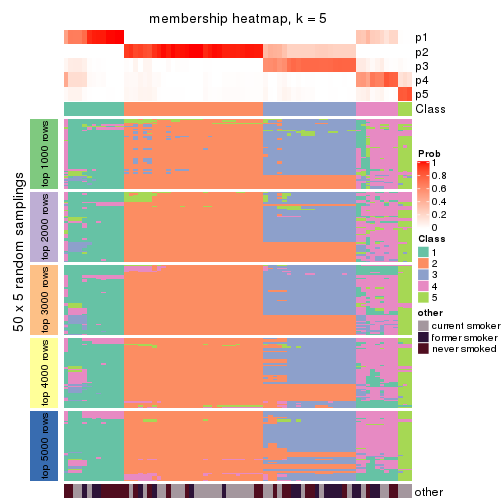 membership heatmap, k = 5
p1
p2
p3
p4
p5
Class
50 x 5 random samplings
top 1000 rows
top 2000 rows
top 3000 rows
top 4000 rows
top 5000 rows
other
Prob
1
0.8
0.6
0.4
0.2
0
Class
1
2
3
4
5
other
current smoker
former smoker
never smoked